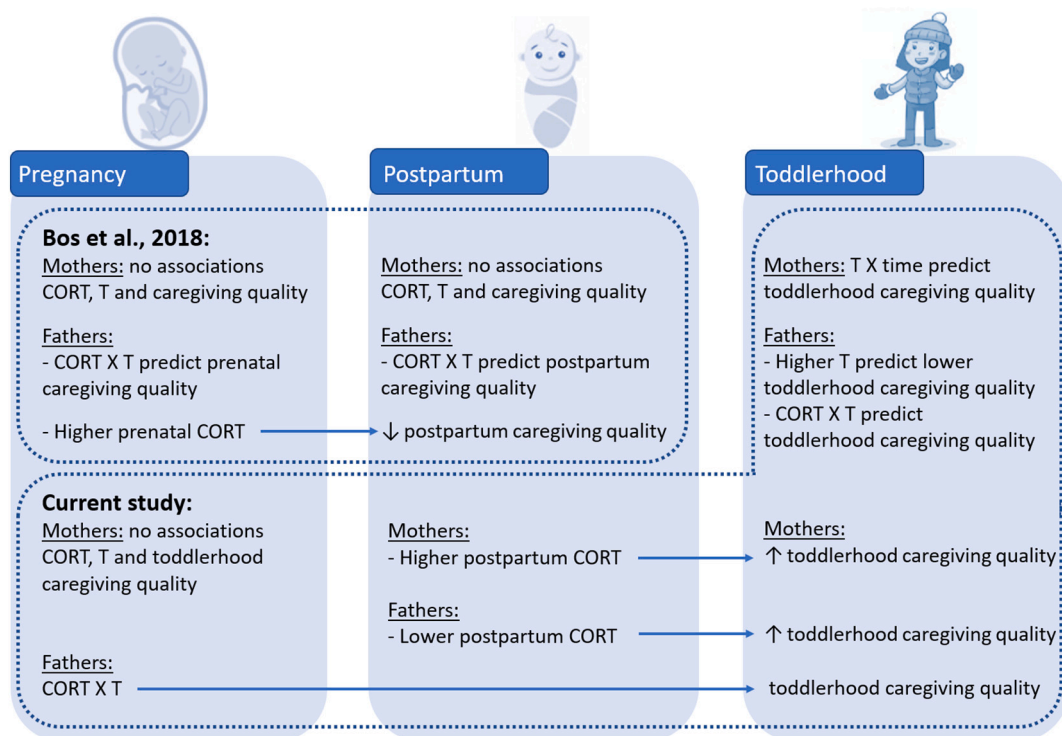 Pregnancy
Postpartum
Toddlerhood
Bos et al., 2018:
Mothers: no associations
CORT, T and caregiving quality
Fathers:
- CORT X T predict prenatal
caregiving quality
- Higher prenatal CORT
Mothers: no associations
CORT, T and caregiving quality
Fathers:
- CORT X T predict postpartum
caregiving quality
↓ postpartum caregiving quality
Mothers: T X time predict
toddlerhood caregiving quality
Fathers:
- Higher T predict lower
toddlerhood caregiving quality
- CORT X T predict
toddlerhood caregiving quality
Current study:
Mothers: no associations
CORT, T and toddlerhood
caregiving quality
Fathers:
CORT X T
Mothers:
- Higher postpartum CORT
Fathers:
- Lower postpartum CORT
Mothers:
↑ toddlerhood caregiving quality
↑ toddlerhood caregiving quality
toddlerhood caregiving quality